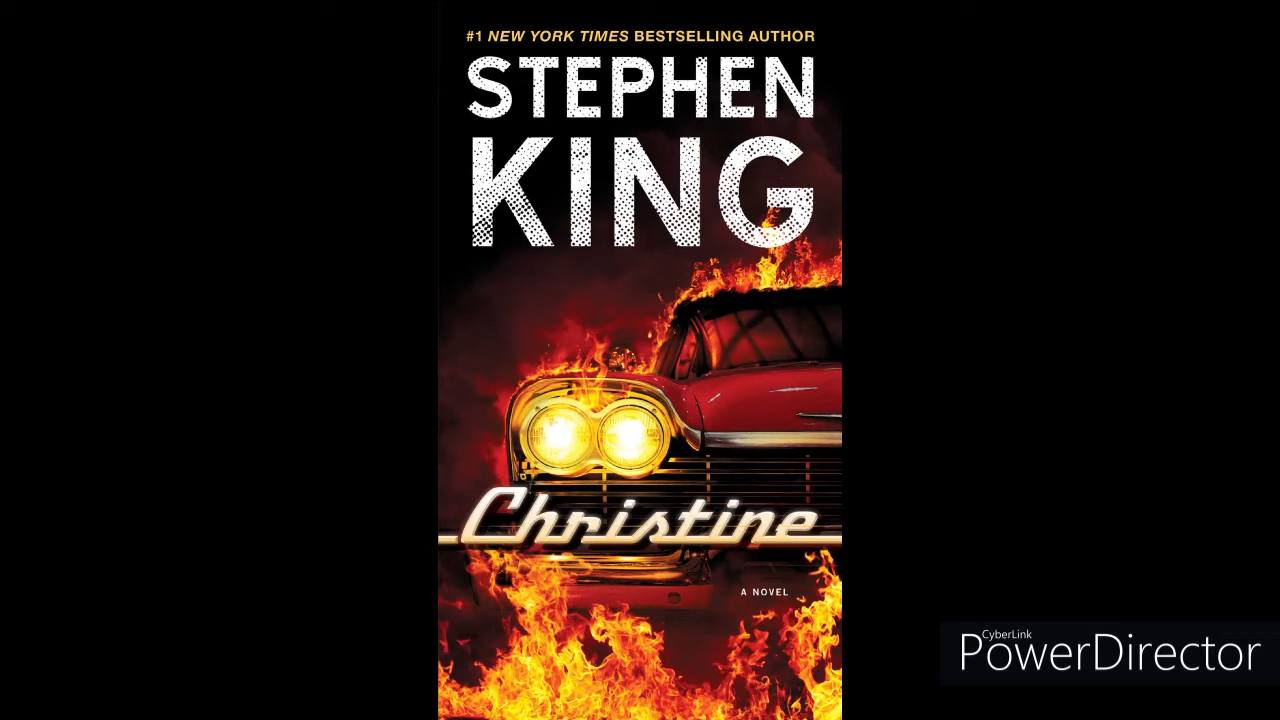 #1 NEW YORK TIMES BESTSELLING AUTHOR
STEPHEN
KING
Christine
A NOVEL
CyberLink
PowerDirector